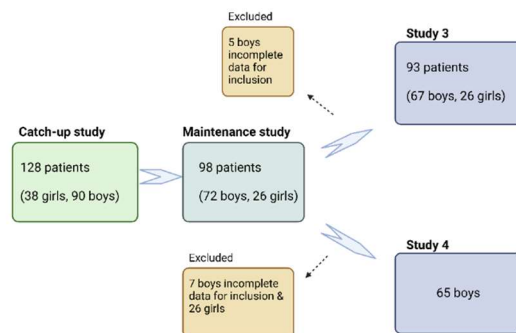 Excluded
5 boys
incomplete
data for
inclusion
Study 3
93 patients
(67 boys, 26 girls)
Catch-up study
128 patients
(38 girls, 90 boys)
Maintenance study
98 patients
(72 boys, 26 girls)
Excluded
7 boys incomplete
data for inclusion &
26 girls
Study 4
65 boys